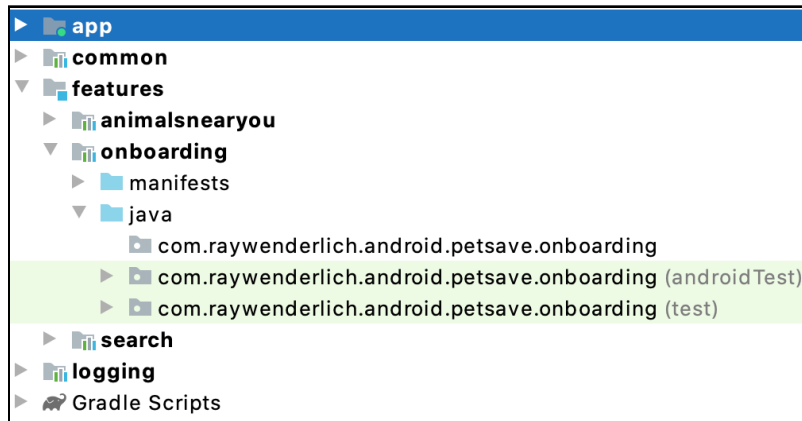 app
common
features
animalsnearyou
onboarding
manifests
java
com.raywenderlich.android.petsave.onboarding
com.raywenderlich.android.petsave.onboarding (androidTest)
com.raywenderlich.android.petsave.onboarding (test)
search
logging
Gradle Scripts